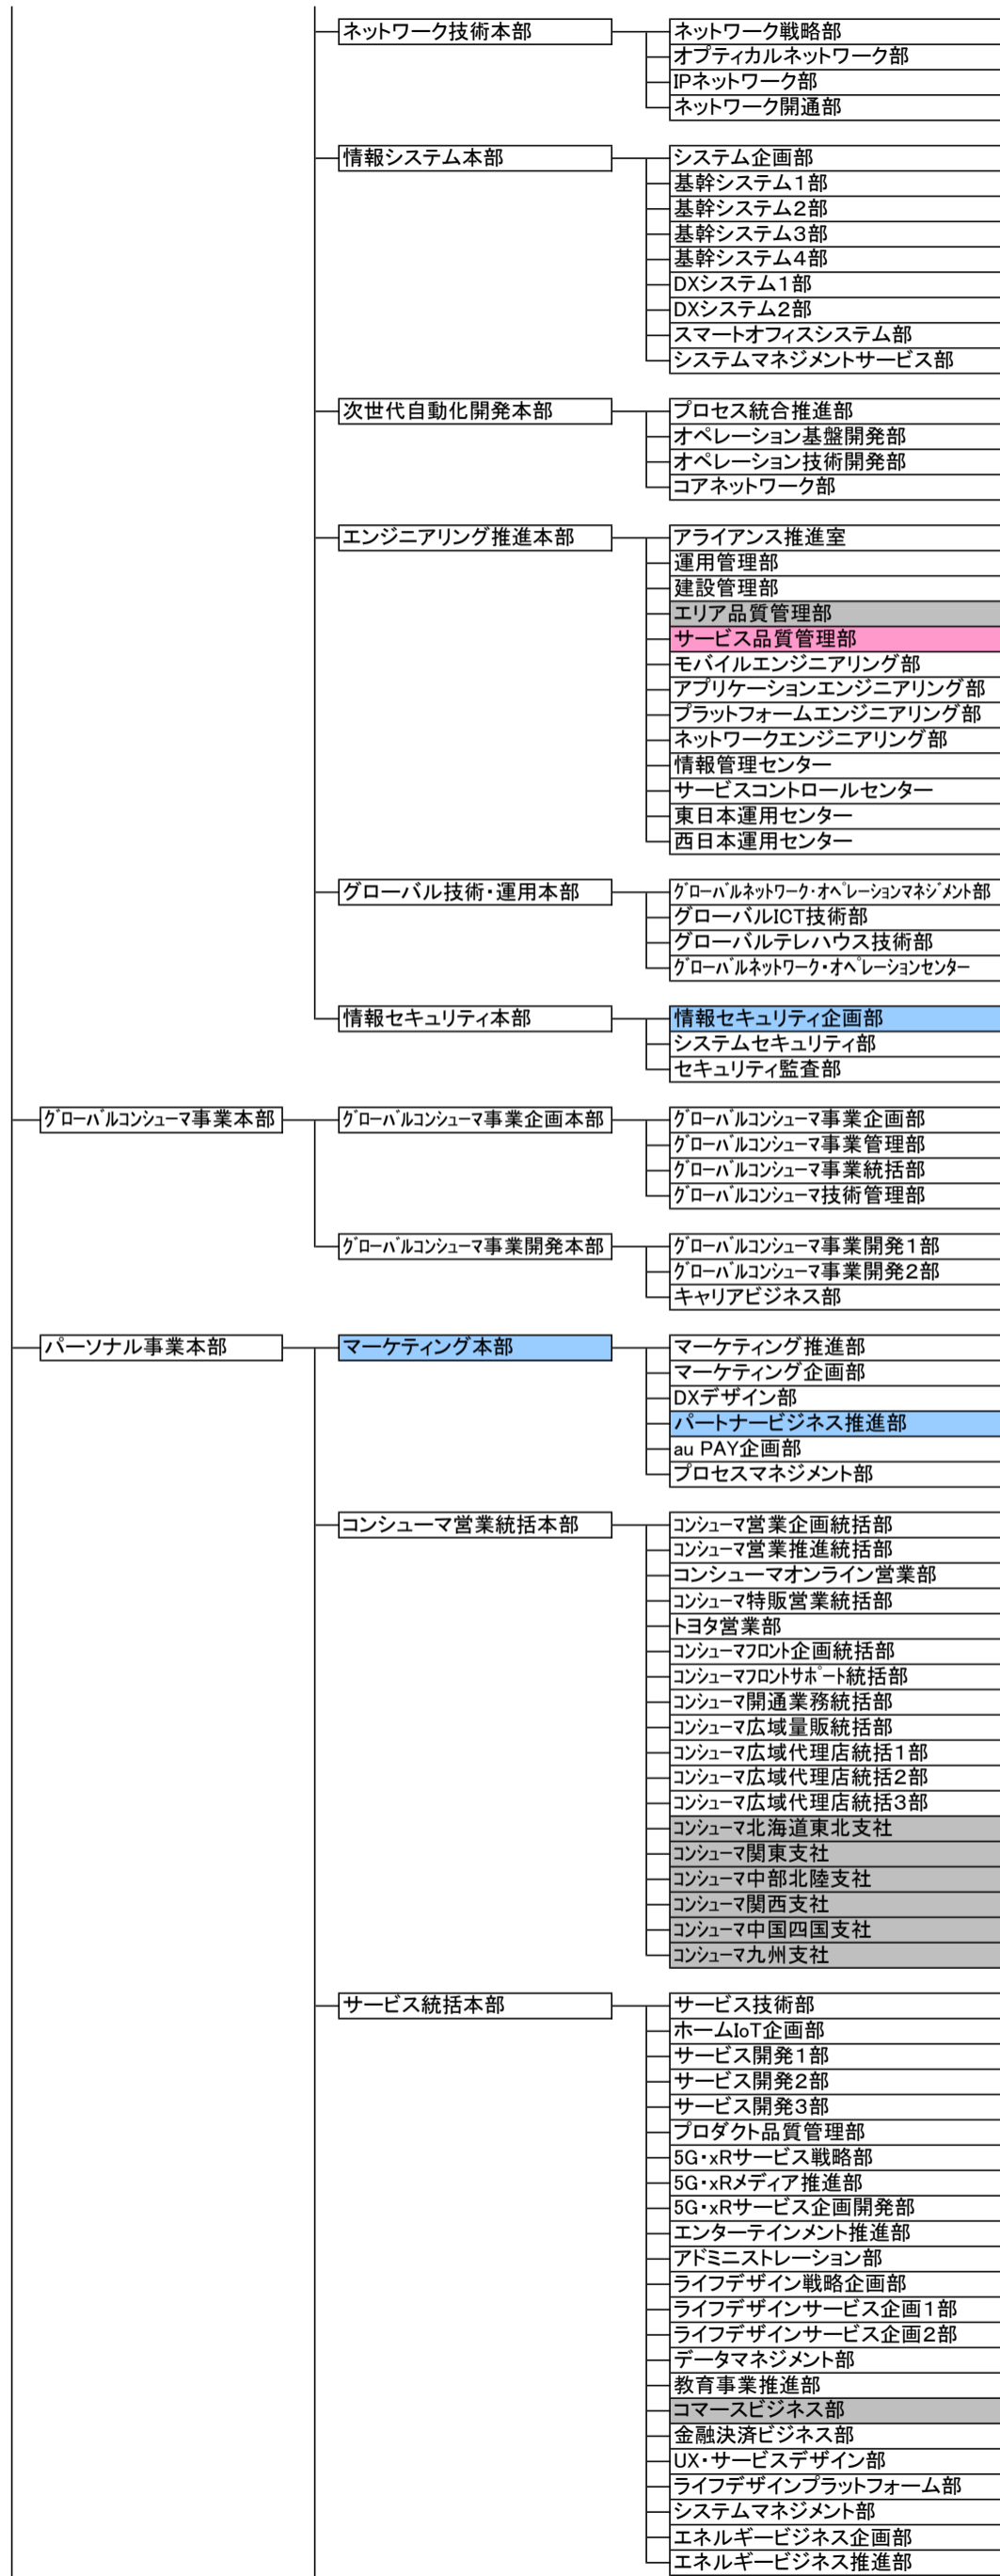 ネットワーク技術本部
ネットワーク戦略部
オプティカルネットワーク部
IPネットワーク部
ネットワーク開通部
情報システム本部
システム企画部
基幹システム1部
基幹システム2部
基幹システム3部
基幹システム4部
DXシステム1部
DXシステム2部
スマートオフィスシステム部
システムマネジメントサービス部
次世代自動化開発本部
プロセス統合推進部
オペレーション基盤開発部
オペレーション技術開発部
コアネットワーク部
エンジニアリング推進本部
アライアンス推進室
運用管理部
建設管理部
エリア品質管理部
サービス品質管理部
モバイルエンジニアリング部
アプリケーションエンジニアリング部
プラットフォームエンジニアリング部
ネットワークエンジニアリング部
情報管理センター
サービスコントロールセンター
東日本運用センター
西日本運用センター
グローバル技術・運用本部
ｸﾞﾛｰﾊﾞﾙﾈｯﾄﾜｰｸ・ｵﾍﾟﾚｰｼｮﾝﾏﾈｼﾞﾒﾝﾄ部
グローバルICT技術部
グローバルテレハウス技術部
ｸﾞﾛｰﾊﾞﾙﾈｯﾄﾜｰｸ・ｵﾍﾟﾚｰｼｮﾝｾﾝﾀｰ
情報セキュリティ本部
情報セキュリティ企画部
システムセキュリティ部
セキュリティ監査部
ｸﾞﾛｰﾊﾞﾙｺﾝｼｭｰﾏ事業本部
ｸﾞﾛｰﾊﾞﾙｺﾝｼｭｰﾏ事業企画本部
ｸﾞﾛｰﾊﾞﾙｺﾝｼｭｰﾏ事業企画部
ｸﾞﾛｰﾊﾞﾙｺﾝｼｭｰﾏ事業管理部
ｸﾞﾛｰﾊﾞﾙｺﾝｼｭｰﾏ事業統括部
ｸﾞﾛｰﾊﾞﾙｺﾝｼｭｰﾏ技術管理部
ｸﾞﾛｰﾊﾞﾙｺﾝｼｭｰﾏ事業開発本部
ｸﾞﾛｰﾊﾞﾙｺﾝｼｭｰﾏ事業開発1部
ｸﾞﾛｰﾊﾞﾙｺﾝｼｭｰﾏ事業開発2部
キャリアビジネス部
パーソナル事業本部
マーケティング本部
マーケティング推進部
マーケティング企画部
DXデザイン部
パートナービジネス推進部
au PAY企画部
プロセスマネジメント部
コンシューマ営業統括本部
ｺﾝｼｭｰﾏ営業企画統括部
ｺﾝｼｭｰﾏ営業推進統括部
コンシューマオンライン営業部
ｺﾝｼｭｰﾏ特販営業統括部
トヨタ営業部
ｺﾝｼｭｰﾏﾌﾛﾝﾄ企画統括部
ｺﾝｼｭｰﾏﾌﾛﾝﾄｻﾎﾟｰﾄ統括部
ｺﾝｼｭｰﾏ開通業務統括部
ｺﾝｼｭｰﾏ広域量販統括部
ｺﾝｼｭｰﾏ広域代理店統括1部
ｺﾝｼｭｰﾏ広域代理店統括2部
ｺﾝｼｭｰﾏ広域代理店統括3部
ｺﾝｼｭｰﾏ北海道東北支社
ｺﾝｼｭｰﾏ関東支社
ｺﾝｼｭｰﾏ中部北陸支社
ｺﾝｼｭｰﾏ関西支社
ｺﾝｼｭｰﾏ中国四国支社
ｺﾝｼｭｰﾏ九州支社
サービス統括本部
サービス技術部
ホームIoT企画部
サービス開発1部
サービス開発2部
サービス開発3部
プロダクト品質管理部
5G・xRサービス戦略部
5G・xRメディア推進部
5G・xRサービス企画開発部
エンターテインメント推進部
アドミニストレーション部
ライフデザイン戦略企画部
ライフデザインサービス企画1部
ライフデザインサービス企画2部
データマネジメント部
教育事業推進部
コマースビジネス部
金融決済ビジネス部
UX・サービスデザイン部
ライフデザインプラットフォーム部
システムマネジメント部
エネルギービジネス企画部
エネルギービジネス推進部